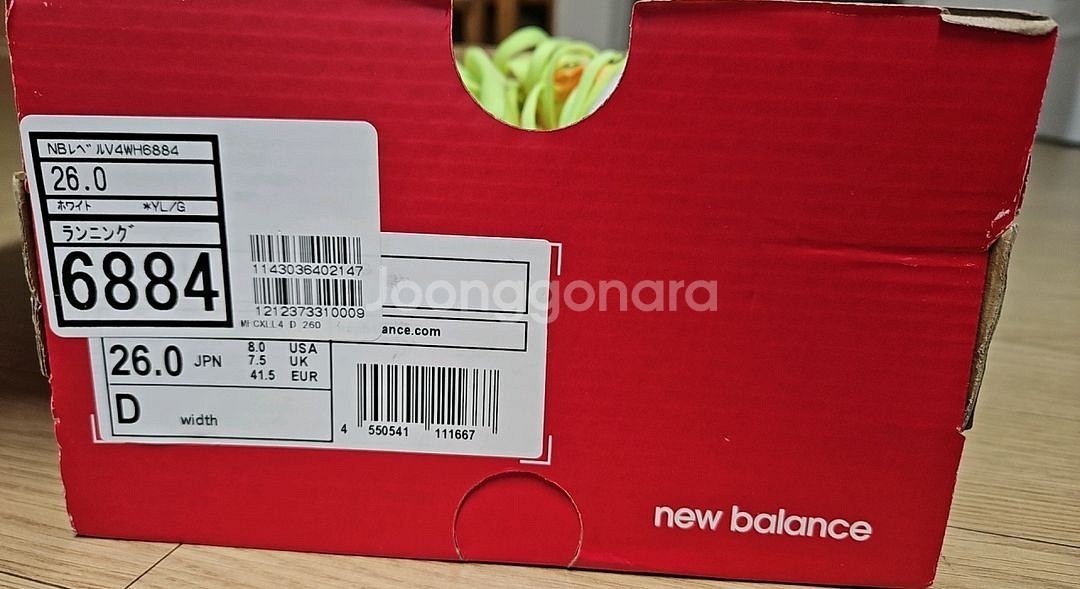 NBレベルV4WH6884
26.0
ホワイト *YL/G
ランニング
6884
1143036402147
1212373310009
MFCXLL4 D 260
ance.com
26.0 JPN
8.0 USA
7.5 UK
41.5 EUR
D width
4 550541 111667
Joonggonara
new balance